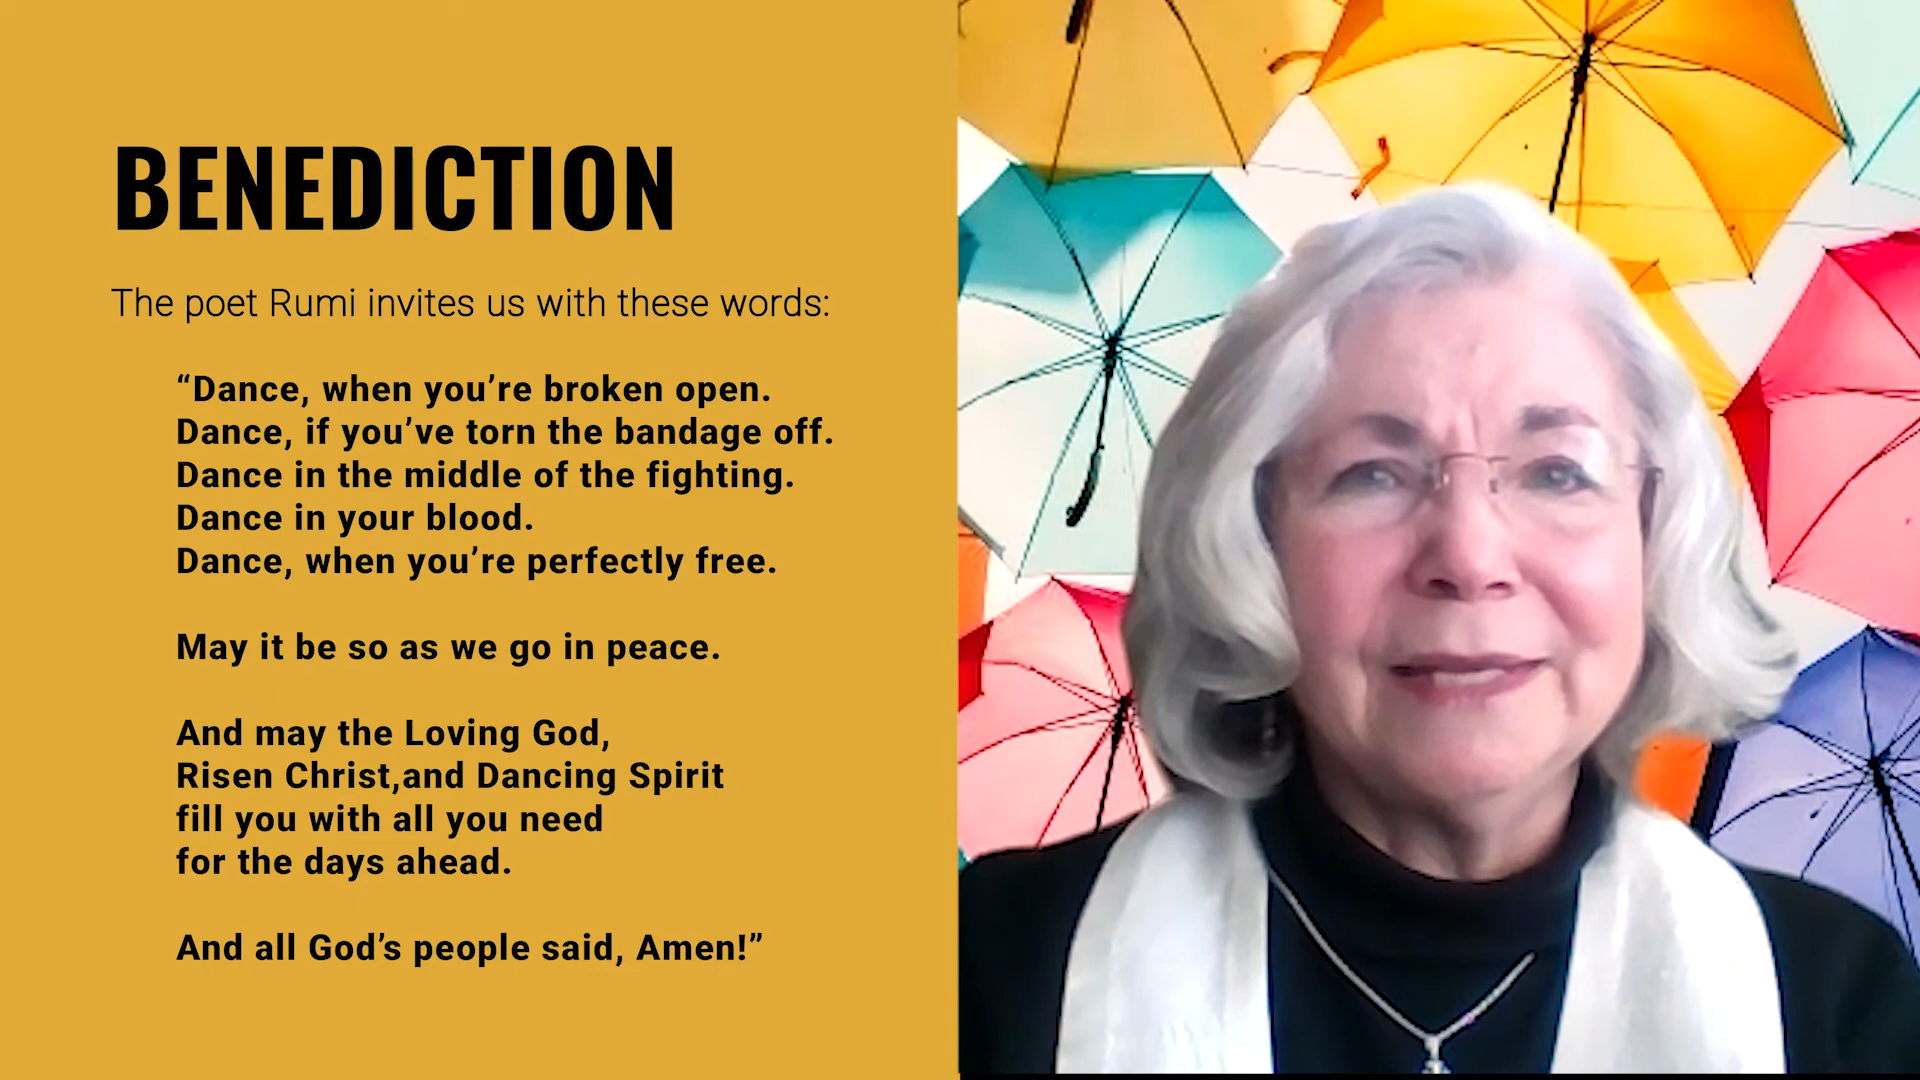 BENEDICTION
The poet Rumi invites us with these words:
“Dance, when you’re broken open.
Dance, if you’ve torn the bandage off.
Dance in the middle of the fighting.
Dance in your blood.
Dance, when you’re perfectly free.
May it be so as we go in peace.
And may the Loving God,
Risen Christ,and Dancing Spirit
fill you with all you need
for the days ahead.
And all God’s people said, Amen!”